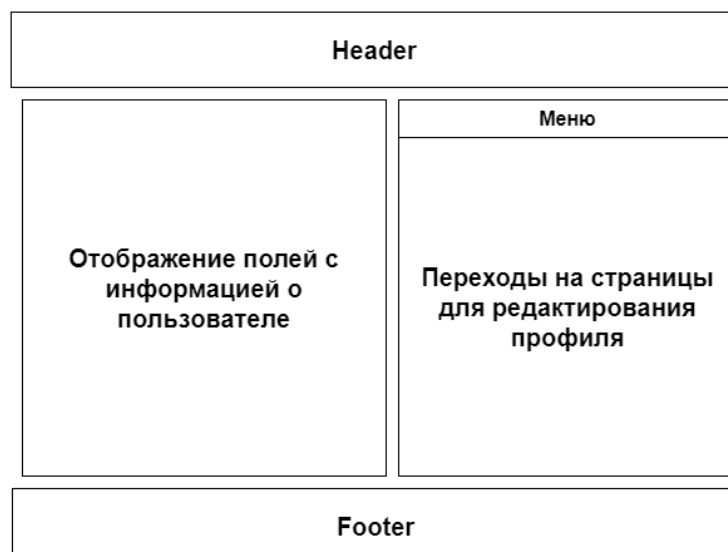 Header
Отображение полей с
информацией о
пользователе
Меню
Переходы на страницы
для редактирования
профиля
Footer